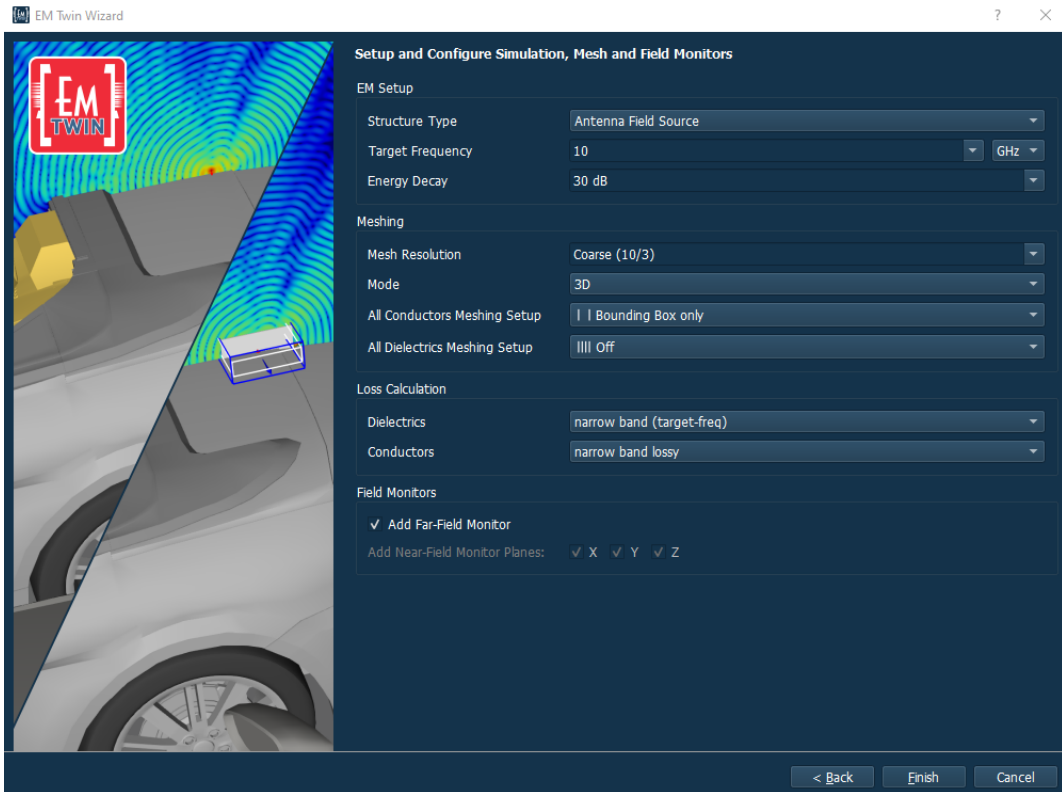 EM Twin Wizard
EM
TWIN
Setup and Configure Simulation, Mesh and Field Monitors
EM Setup
Structure Type Antenna Field Source
Target Frequency 10 GHz
Energy Decay 30 dB
Meshing
Mesh Resolution Coarse (10/3)
Mode 3D
All Conductors Meshing Setup Bounding Box only
All Dielectrics Meshing Setup Off
Loss Calculation
Dielectrics narrow band (target-freq)
Conductors narrow band lossy
Field Monitors
Add Far-Field Monitor
Add Near-Field Monitor Planes: X Y Z
< Back Finish Cancel